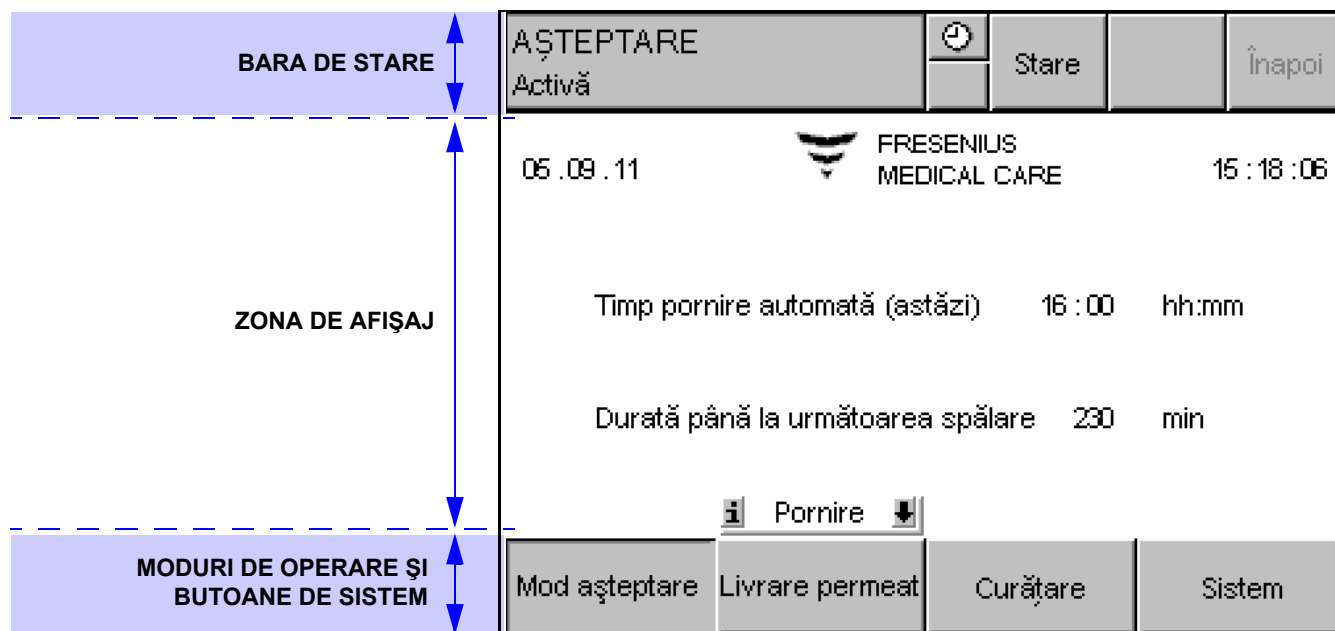 BARA DE STARE
AȘTEPTARE
Activă
Stare
Înapoi
05 .09 .11
FRESENIUS
MEDICAL CARE
15 : 18 :06
ZONA DE AFIŞAJ
Timp pornire automată (astăzi) 16 : 00 hh:mm
Durată până la următoarea spălare 230 min
i Pornire
MODURI DE OPERARE ŞI
BUTOANE DE SISTEM
Mod aşteptare
Livrare permeat
Curățare
Sistem